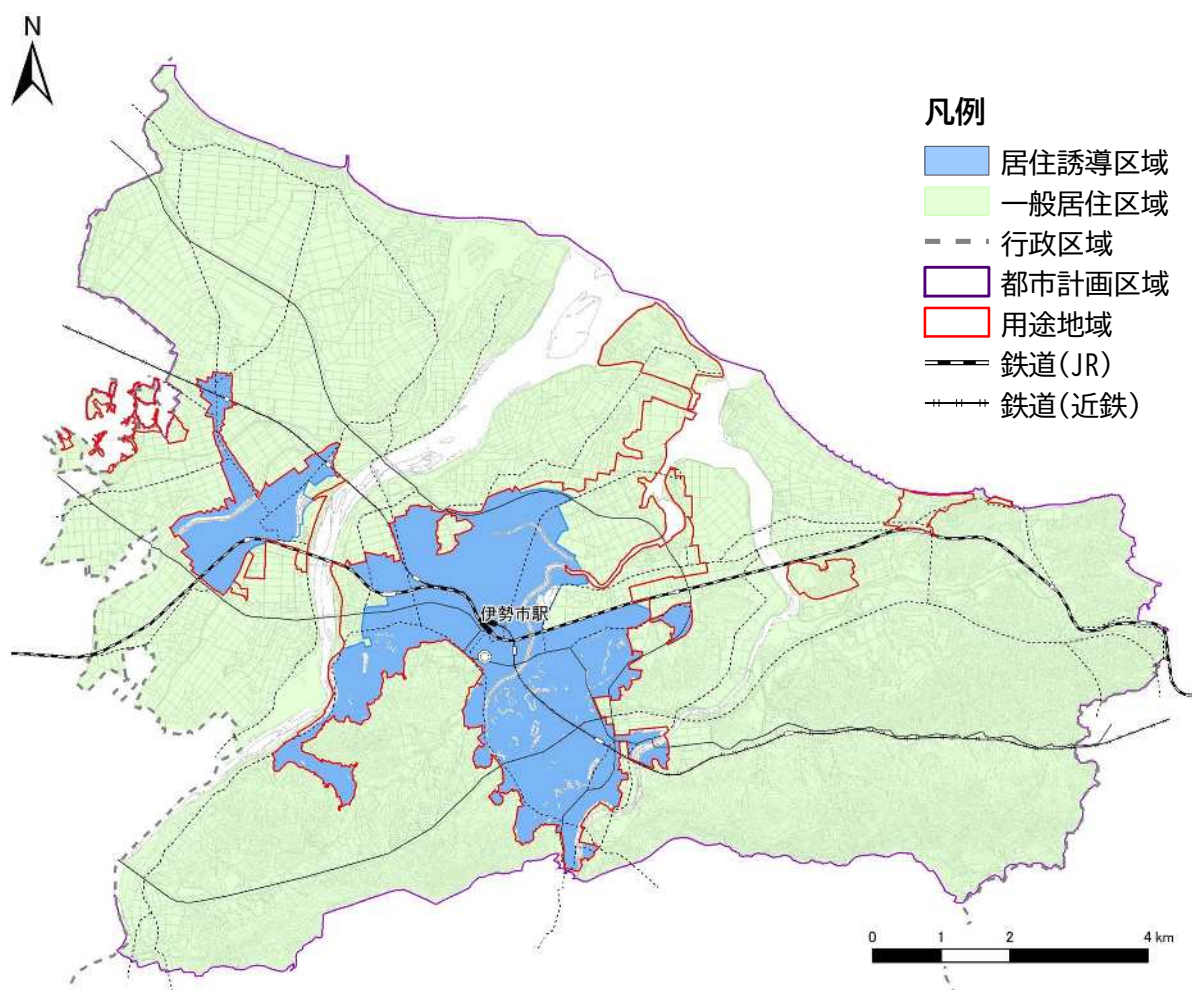 N
凡例
居住誘導区域
一般居住区域
行政区域
都市計画区域
用途地域
鉄道(JR)
鉄道(近鉄)
伊勢市駅
0 1 2 4 km